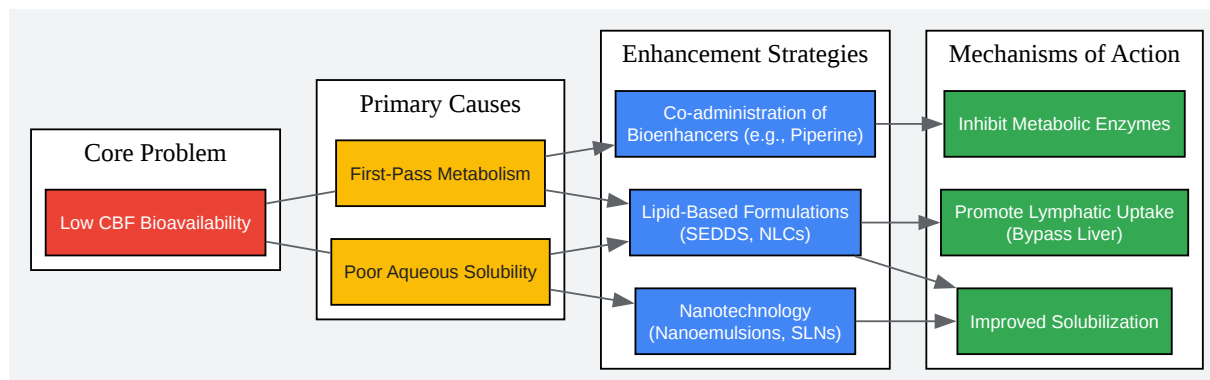 Core Problem
Low CBF Bioavailability
Primary Causes
First-Pass Metabolism
Poor Aqueous Solubility
Enhancement Strategies
Co-administration of
Bioenhancers (e.g., Piperine)
Lipid-Based Formulations
(SEDDS, NLCs)
Nanotechnology
(Nanoemulsions, SLNs)
Mechanisms of Action
Inhibit Metabolic Enzymes
Promote Lymphatic Uptake
(Bypass Liver)
Improved Solubilization